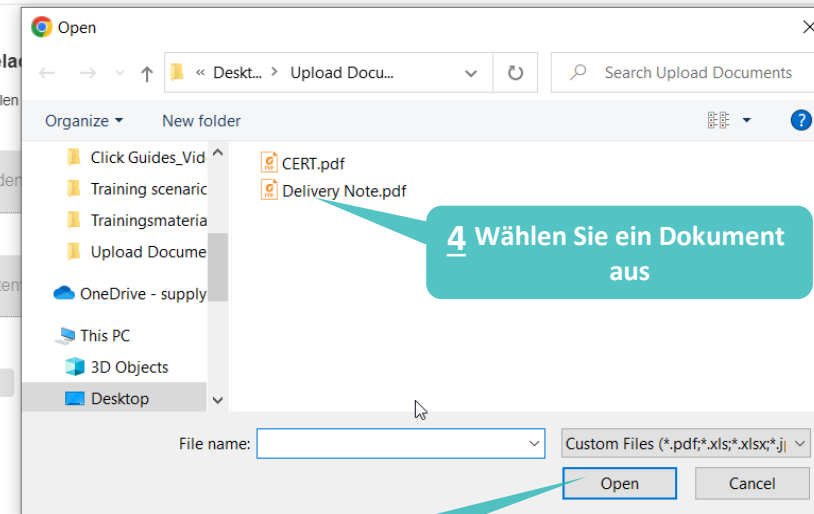 Open
« Deskt... > Upload Docu...
Search Upload Documents
Organize
New folder
Click Guides_Vid
CERT.pdf
Training scenaric
Delivery Note.pdf
Trainingsmateria
Upload Docume
4 Wählen Sie ein Dokument
aus
OneDrive - supply
This PC
3D Objects
Desktop
File name:
Custom Files (*.pdf;*.xls;*.xlsx;*.j
Open
Cancel